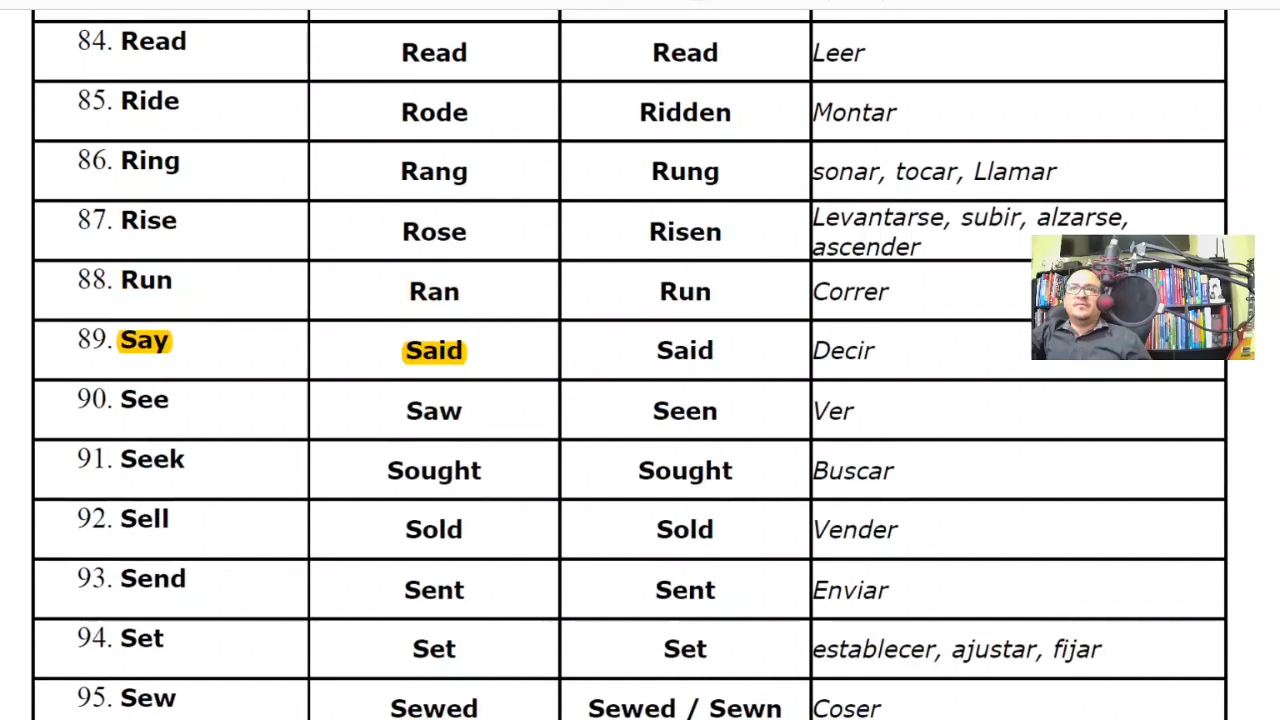 84. Read Read Read Leer
85. Ride Rode Ridden Montar
86. Ring Rang Rung sonar, tocar, Llamar
87. Rise Rose Risen Levantarse, subir, alzarse,
ascender
88. Run Ran Run Correr
89. Say Said Said Decir
90. See Saw Seen Ver
91. Seek Sought Sought Buscar
92. Sell Sold Sold Vender
93. Send Sent Sent Enviar
94. Set Set Set establecer, ajustar, fijar
95. Sew Sewed Sewed / Sewn Coser